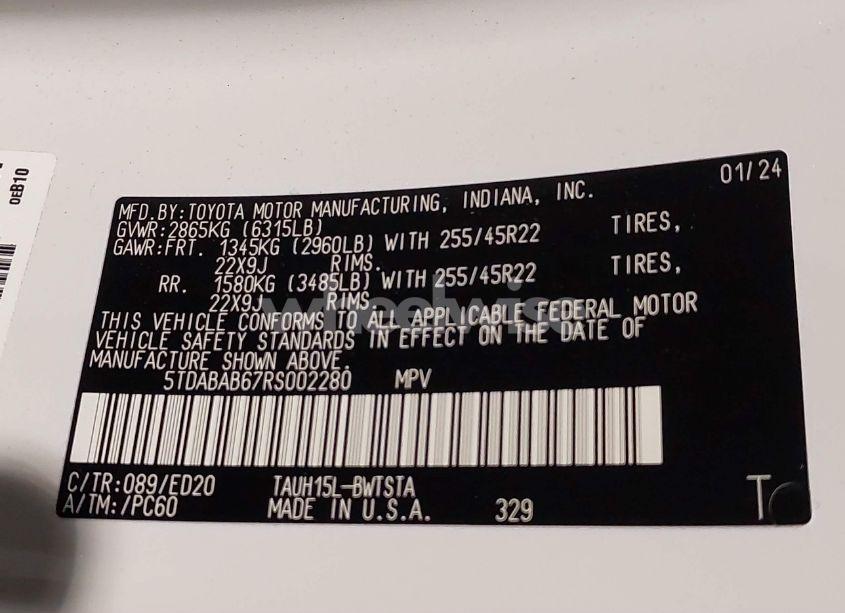 0EB10
01/24
MFD.BY:TOYOTA MOTOR MANUFACTURING, INDIANA, INC.
GVWR:2865KG (6315LB)
GAWR:FRT. 1345KG (2960LB) WITH 255/45R22 TIRES,
22X9J RIMS.
RR. 1580KG (3485LB) WITH 255/45R22 TIRES,
22X9J RIMS.
wheelwise
THIS VEHICLE CONFORMS TO ALL APPLICABLE FEDERAL MOTOR
VEHICLE SAFETY STANDARDS IN EFFECT ON THE DATE OF
MANUFACTURE SHOWN ABOVE.
5TDABAB67RS002280 MPV
C/TR:089/ED20 TAUH15L-BWTSTA
A/TM:/PC60 MADE IN U.S.A. 329
T